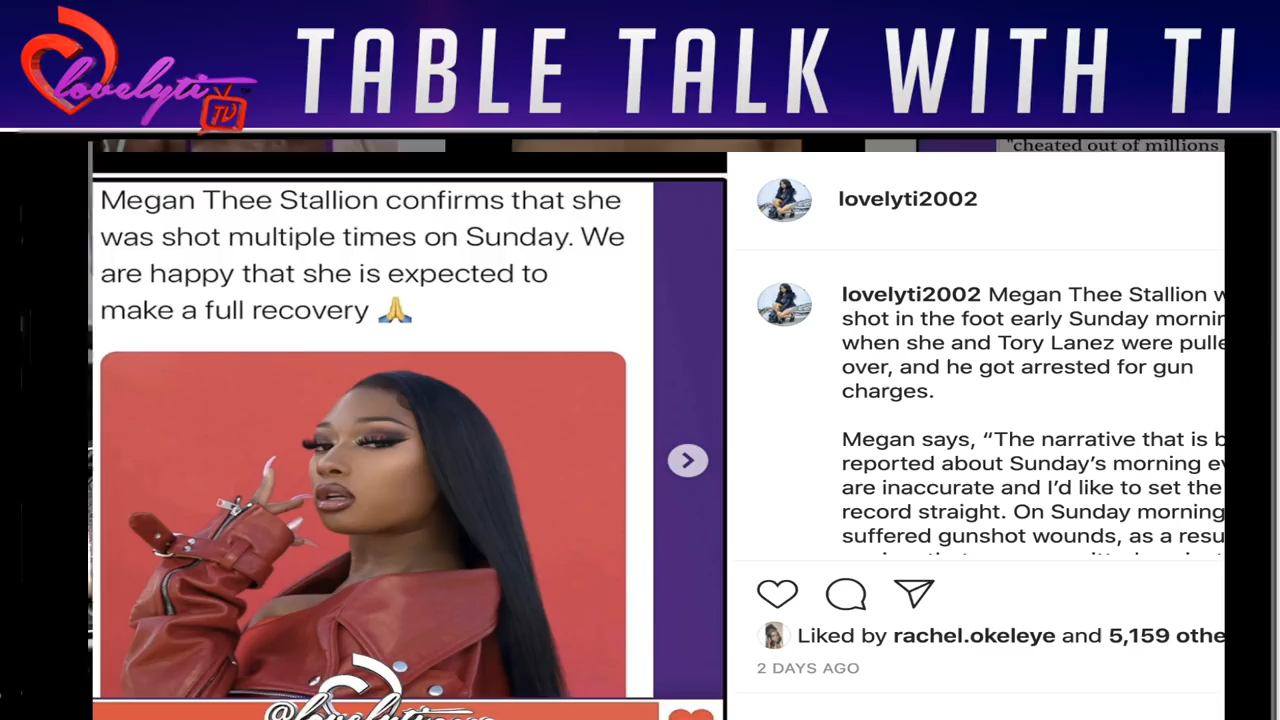 lovelyti TV
TABLE TALK WITH TI
"cheated out of millions
Megan Thee Stallion confirms that she
was shot multiple times on Sunday. We
are happy that she is expected to
make a full recovery 🙏
lovelyti2002
lovelyti2002 Megan Thee Stallion w
shot in the foot early Sunday mornin
when she and Tory Lanez were pulle
over, and he got arrested for gun
charges.
Megan says, “The narrative that is b
reported about Sunday’s morning ev
are inaccurate and I’d like to set the
record straight. On Sunday morning
suffered gunshot wounds, as a resu
Liked by rachel.okeleye and 5,159 othe
2 DAYS AGO